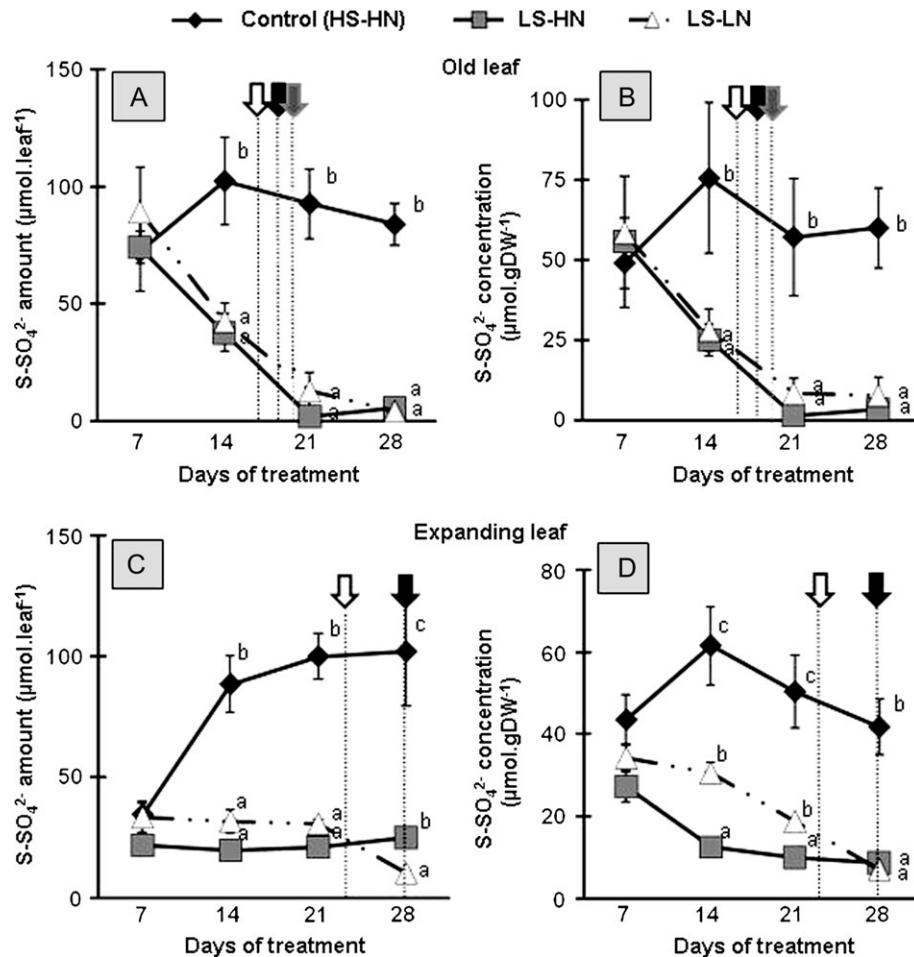 Control (HS-HN) LS-HN LS-LN
Old leaf
A
S-SO₄²⁻ amount (µmol.leaf⁻¹)
150
100
50
0
b
b
b
a
a
a
a
a
a
7 14 21 28
Days of treatment
B
S-SO₄²⁻ concentration
(µmol.gDW⁻¹)
100
75
50
25
0
b
b
b
a
a
a
a
a
a
7 14 21 28
Days of treatment
Expanding leaf
C
S-SO₄²⁻ amount (µmol.leaf⁻¹)
150
100
50
0
b
b
c
a
a
a
a
b
a
7 14 21 28
Days of treatment
D
S-SO₄²⁻ concentration
(µmol.gDW⁻¹)
80
60
40
20
0
c
c
b
b
b
a
a
a
a
7 14 21 28
Days of treatment